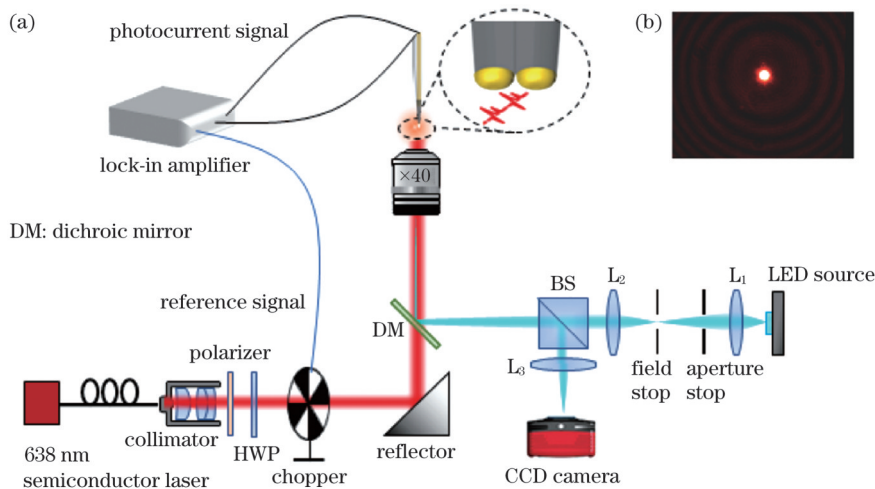 (a)
photocurrent signal
(b)
lock-in amplifier
×40
DM: dichroic mirror
reference signal
DM
BS
L2
L1
LED source
polarizer
L3
field
stop
aperture
stop
collimator
HWP
chopper
reflector
CCD camera
638 nm
semiconductor laser